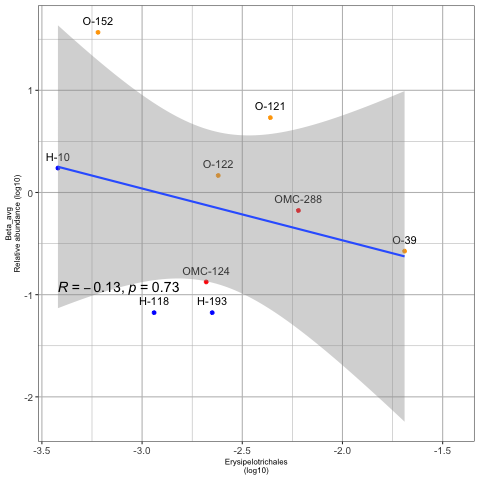 O-152
O-121
H-10
O-122
OMC-288
O-39
OMC-124
R = −0.13, p = 0.73
H-118
H-193
1
0
-1
-2
-3.5
-3.0
-2.5
-2.0
-1.5
Beta_avg
Relative abundance (log10)
Erysipelotrichales
(log10)